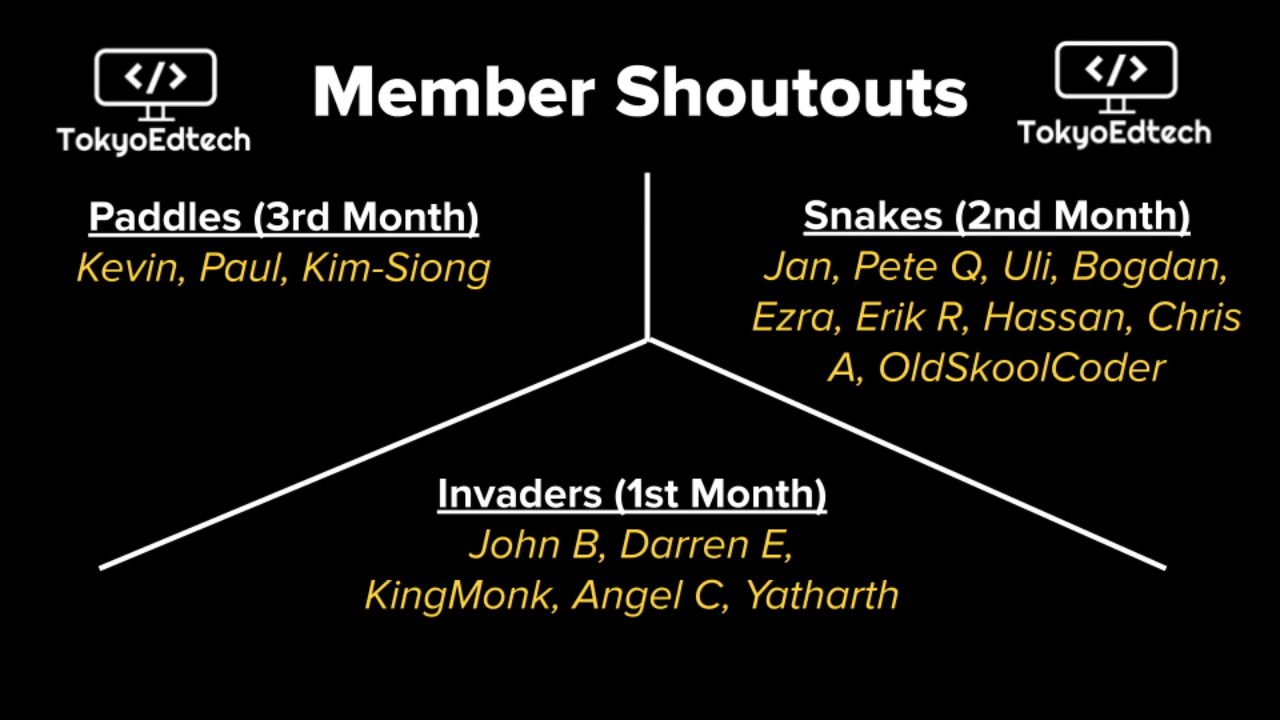 </>
TokyoEdtech
Member Shoutouts
</>
TokyoEdtech
Paddles (3rd Month)
Kevin, Paul, Kim-Siong
Snakes (2nd Month)
Jan, Pete Q, Uli, Bogdan,
Ezra, Erik R, Hassan, Chris
A, OldSkoolCoder
Invaders (1st Month)
John B, Darren E,
KingMonk, Angel C, Yatharth